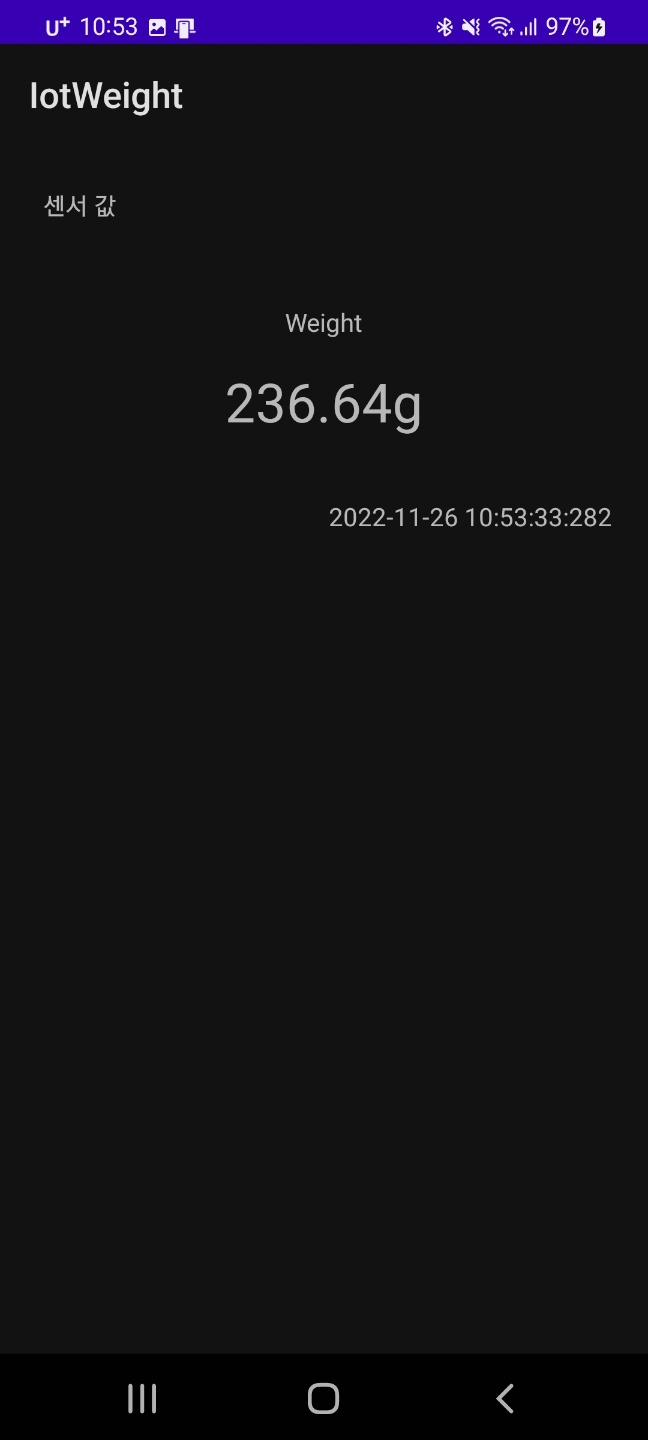 U+ 10:53 97%
IotWeight
센서 값
Weight
236.64g
2022-11-26 10:53:33:282